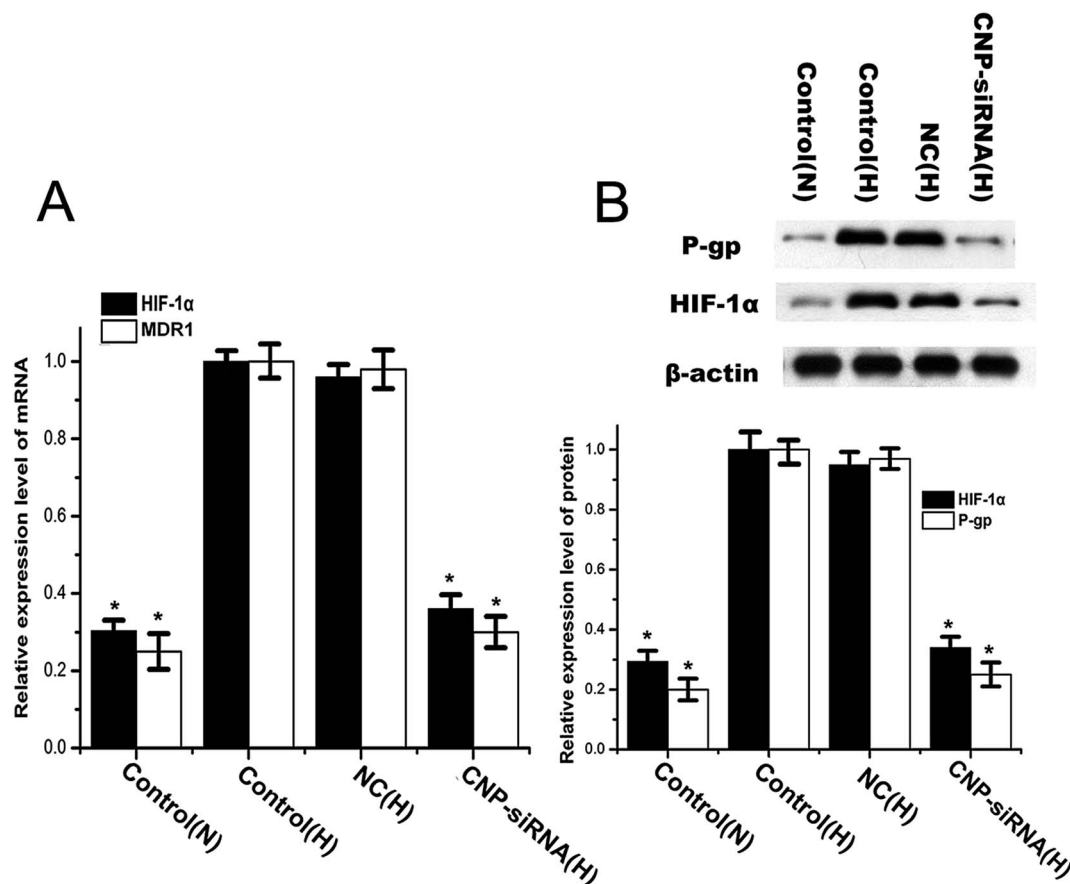 A
HIF-1α
MDR1
Relative expression level of mRNA
1.0
0.8
0.6
0.4
0.2
0.0
*
*
*
*
Control(N)
Control(H)
NC(H)
CNP-siRNA(H)
B
Control(N)
Control(H)
NC(H)
CNP-siRNA(H)
P-gp
HIF-1α
β-actin
Relative expression level of protein
1.0
0.8
0.6
0.4
0.2
0.0
HIF-1α
P-gp
*
*
*
*
Control(N)
Control(H)
NC(H)
CNP-siRNA(H)